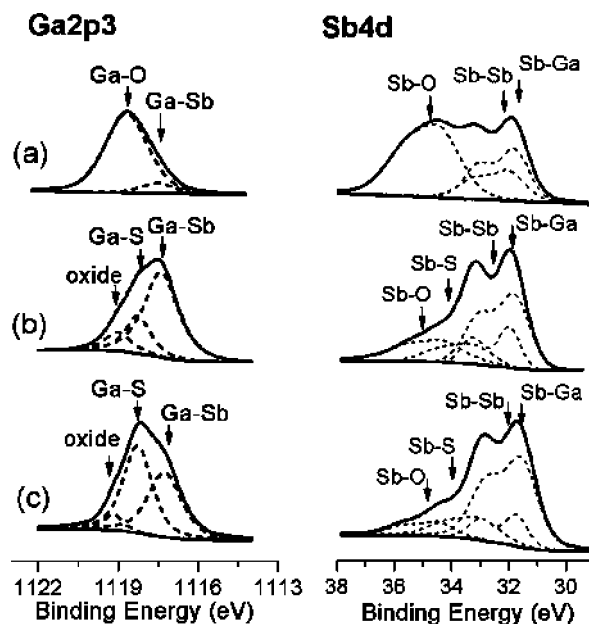 Ga2p3
Sb4d
(a)
Ga-O
Ga-Sb
Sb-O
Sb-Sb
Sb-Ga
(b)
oxide
Ga-S
Ga-Sb
Sb-O
Sb-S
Sb-Sb
Sb-Ga
(c)
oxide
Ga-S
Ga-Sb
Sb-O
Sb-S
Sb-Sb
Sb-Ga
1122 1119 1116 1113
38 36 34 32 30
Binding Energy (eV)
Binding Energy (eV)